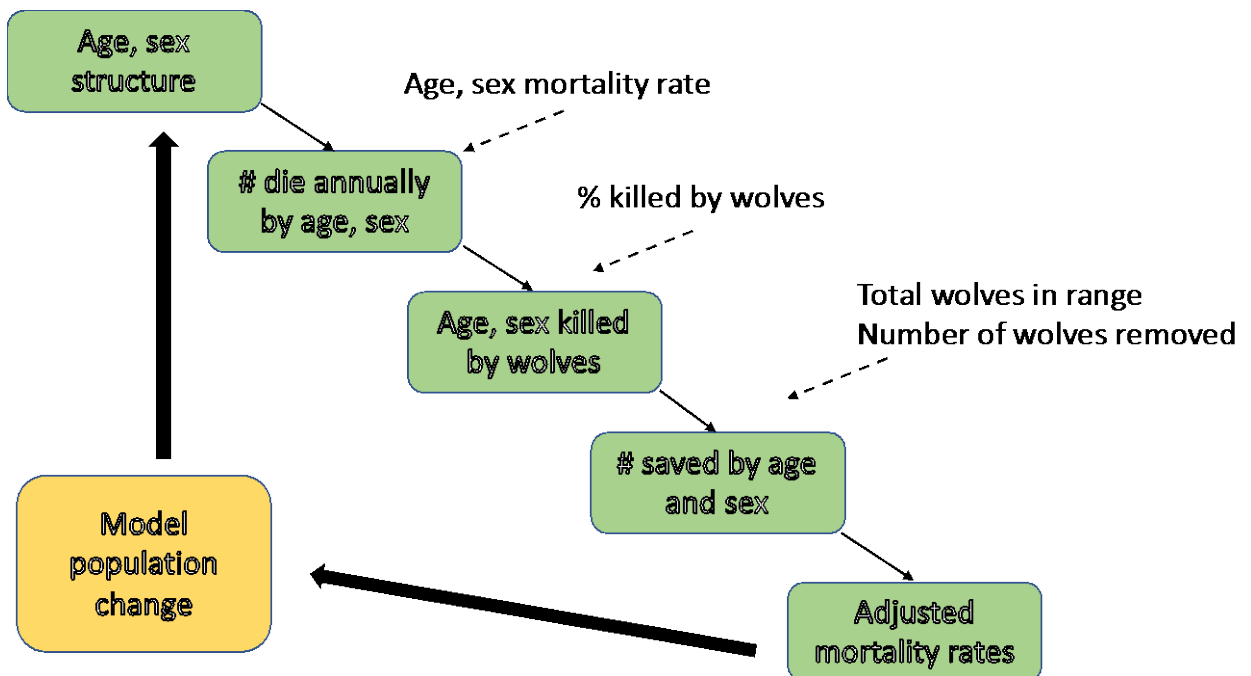 Age, sex
structure
Age, sex mortality rate
# die annually
by age, sex
% killed by wolves
Age, sex killed
by wolves
Total wolves in range
Number of wolves removed
# saved by age
and sex
Model
population
change
Adjusted
mortality rates